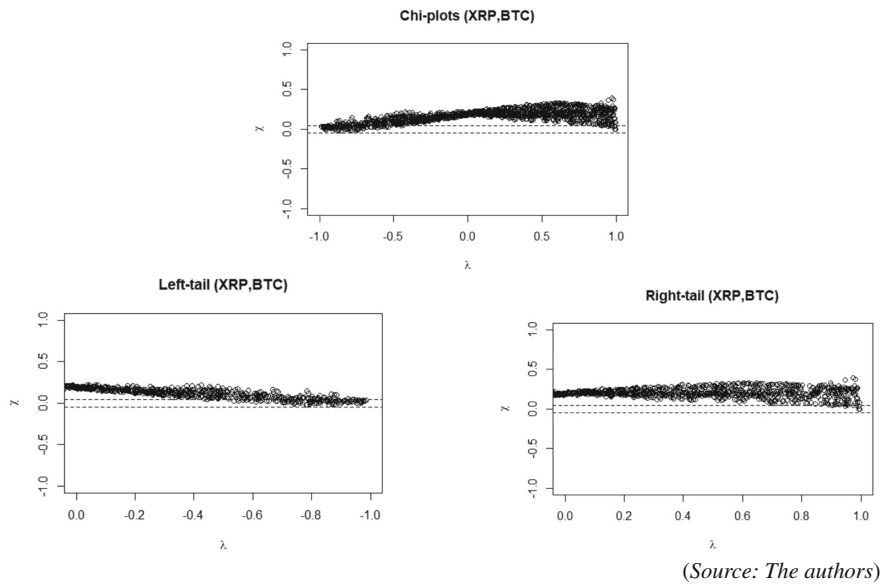 Chi-plots (XRP,BTC)
1.0
0.5
0.0
-0.5
-1.0
χ
-1.0 -0.5 0.0 0.5 1.0
λ
Left-tail (XRP,BTC)
1.0
0.5
0.0
-0.5
-1.0
χ
0.0 -0.2 -0.4 -0.6 -0.8 -1.0
λ
Right-tail (XRP,BTC)
1.0
0.5
0.0
-0.5
-1.0
χ
0.0 0.2 0.4 0.6 0.8 1.0
λ
(Source: The authors)